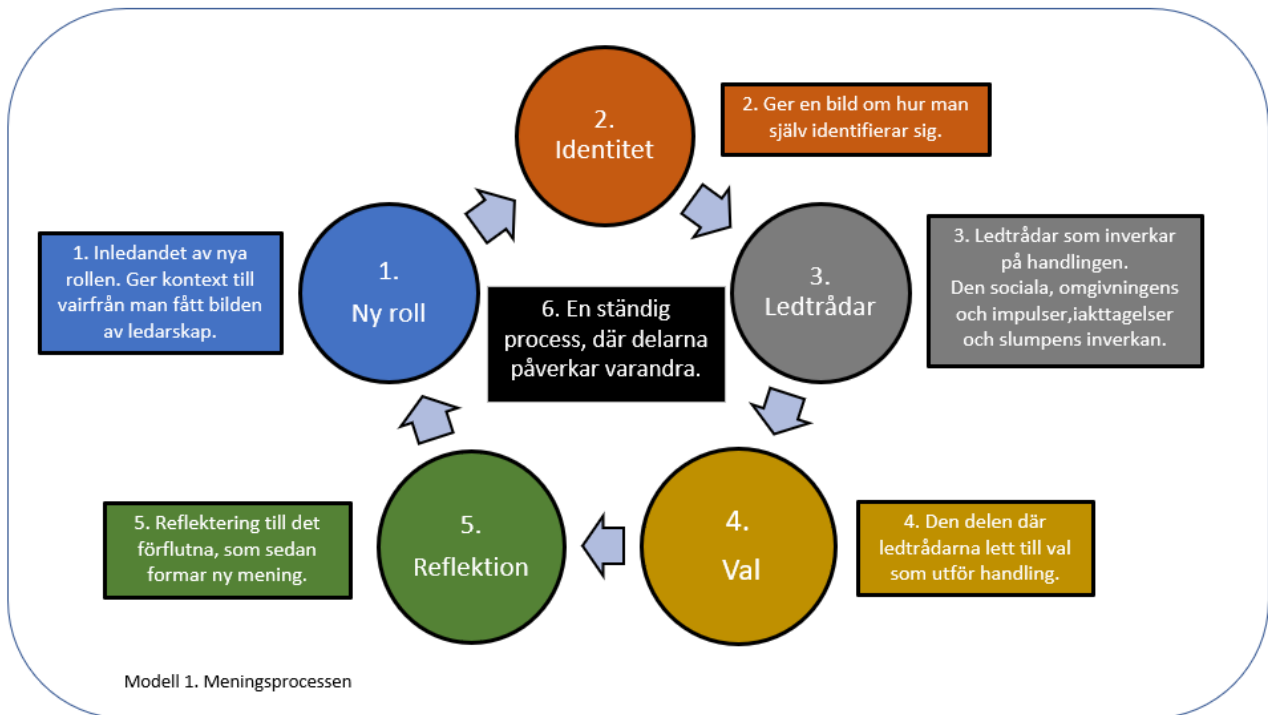 2.
Identitet
2. Ger en bild om hur man
själv identifierar sig.
1. Inledandet av nya
rollen. Ger kontext till
vairfrån man fått bilden
av ledarskap.
1.
Ny roll
6. En ständig
process, där delarna
påverkar varandra.
3.
Ledtrådar
3. Ledtrådar som inverkar
på handlingen.
Den sociala, omgivningens
och impulser,iakttagelser
och slumpens inverkan.
5. Reflektering till det
förflutna, som sedan
formar ny mening.
5.
Reflektion
4.
Val
4. Den delen där
ledtrådarna lett till val
som utför handling.
Modell 1. Meningsprocessen